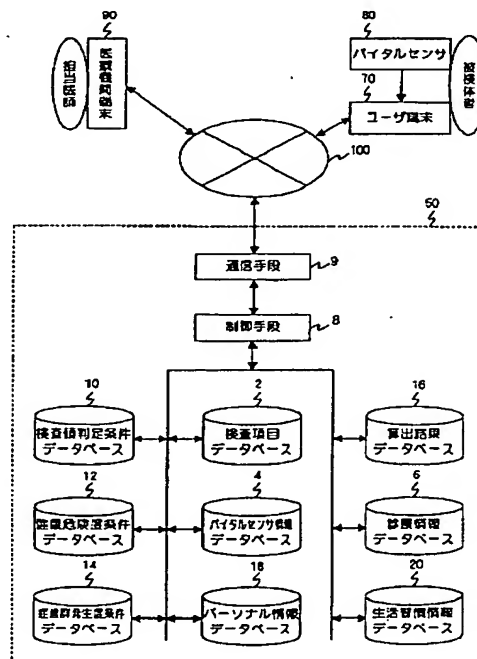 90
医療機関端末
担当医師
80
バイタルセンサ
70
ユーザ端末
被検体者
100
50
通信手段
9
制御手段
8
10
検査値判定条件
データベース
2
検査項目
データベース
16
算出結果
データベース
12
罹患危険度条件
データベース
4
バイタルセンサ情報
データベース
6
診療情報
データベース
14
症候群発生度条件
データベース
18
パーソナル情報
データベース
20
生活習慣情報
データベース